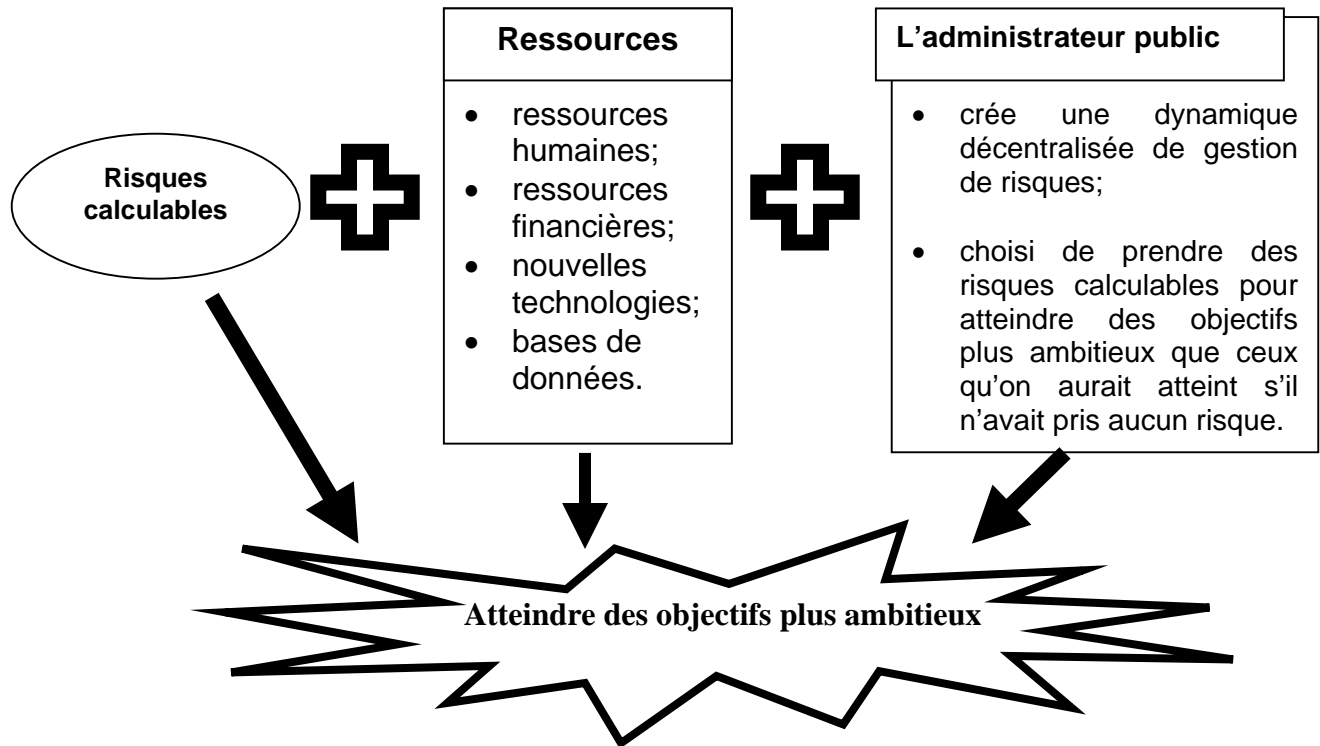 Risques
calculables
Ressources
• ressources
humaines;
• ressources
financières;
• nouvelles
technologies;
• bases de
données.
L'administrateur public
• crée une dynamique
décentralisée de gestion
de risques;
• choisi de prendre des
risques calculables pour
atteindre des objectifs
plus ambitieux que ceux
qu'on aurait atteint s'il
n'avait pris aucun risque.
Atteindre des objectifs plus ambitieux